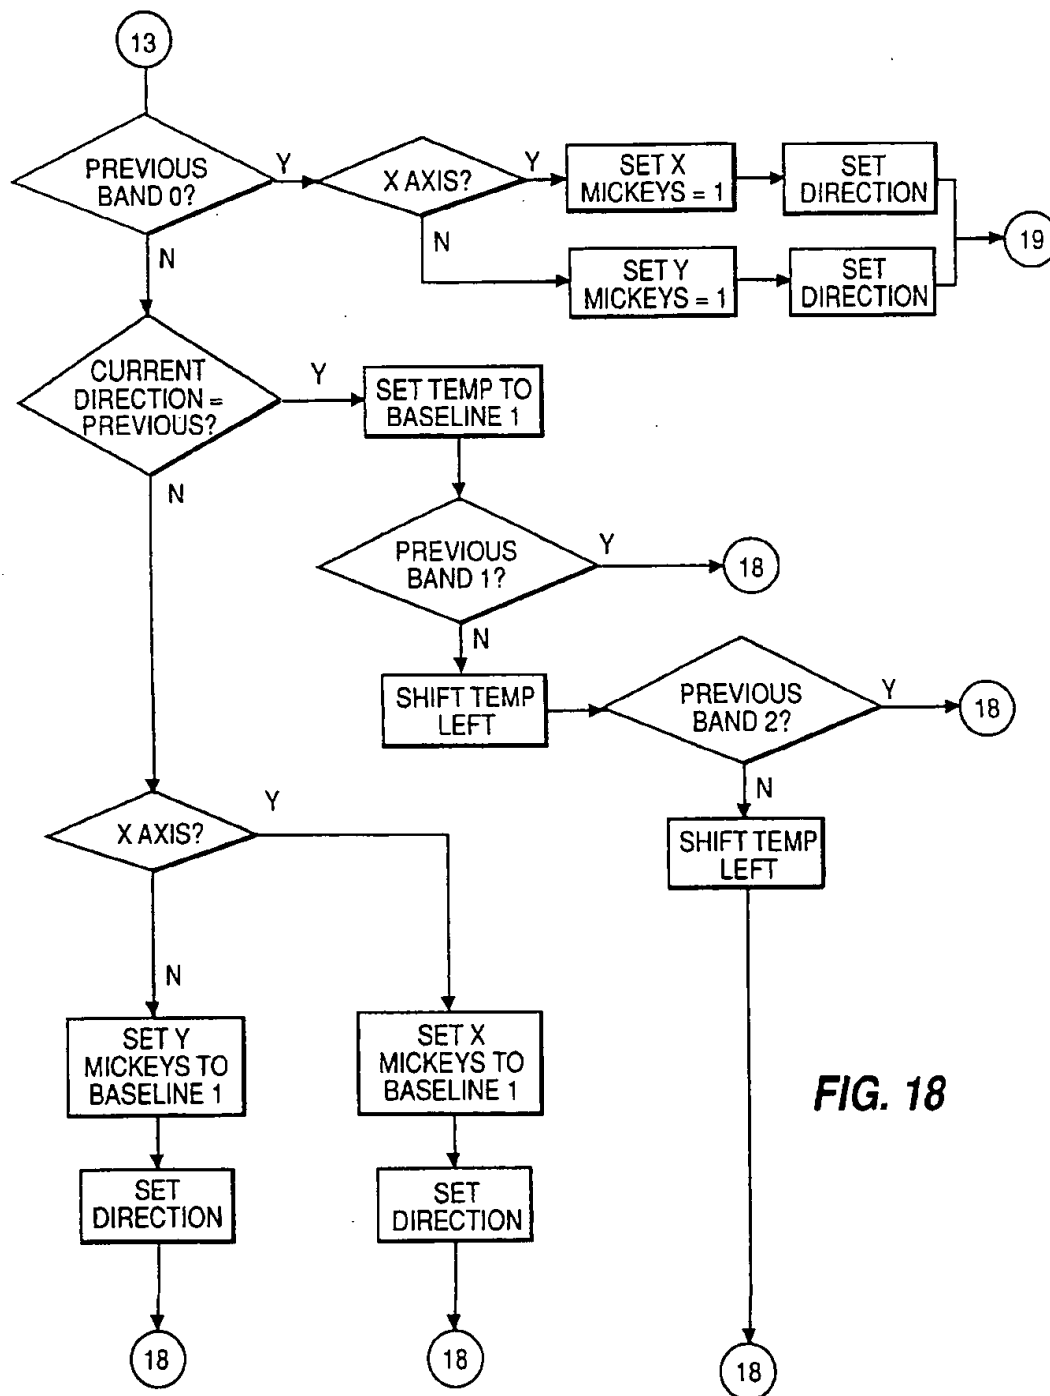 13
PREVIOUS
BAND 0?
Y
X AXIS?
Y
SET X
MICKEYS = 1
SET
DIRECTION
19
N
SET Y
MICKEYS = 1
SET
DIRECTION
N
CURRENT
DIRECTION =
PREVIOUS?
Y
SET TEMP TO
BASELINE 1
N
PREVIOUS
BAND 1?
Y
18
N
SHIFT TEMP
LEFT
PREVIOUS
BAND 2?
Y
18
N
SHIFT TEMP
LEFT
18
X AXIS?
Y
N
SET Y
MICKEYS TO
BASELINE 1
SET
DIRECTION
18
SET X
MICKEYS TO
BASELINE 1
SET
DIRECTION
18
FIG. 18